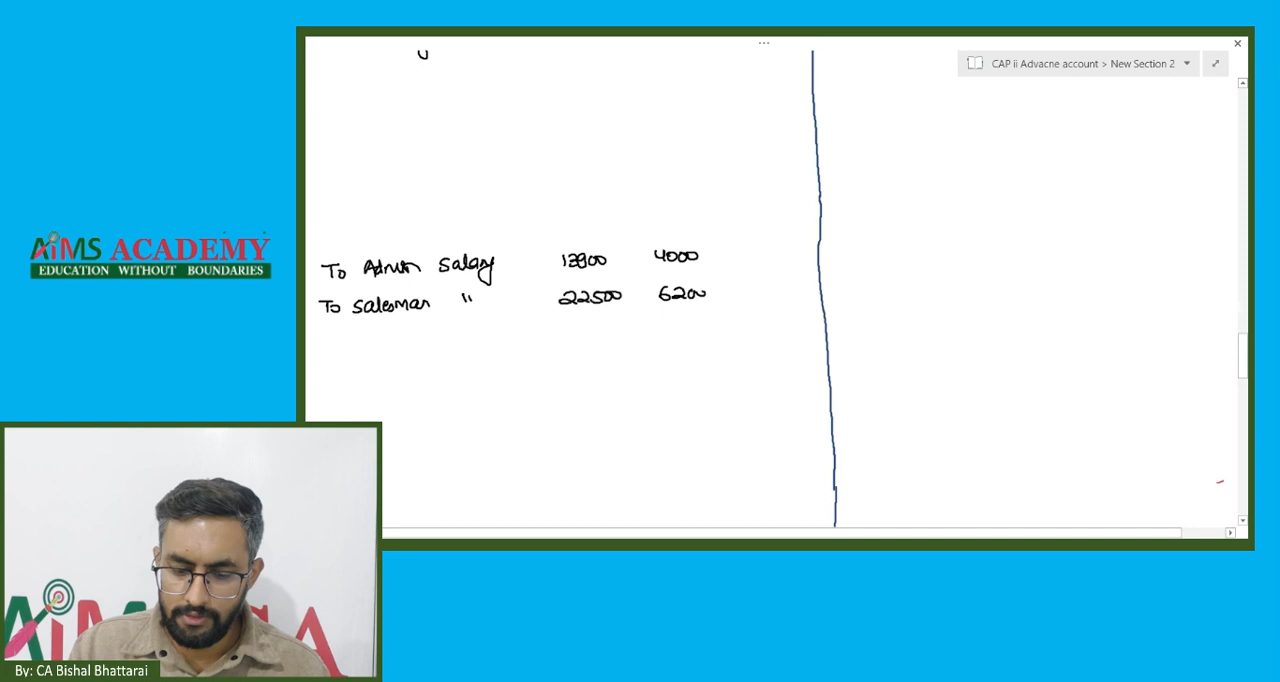 CAP ii Advacne account > New Section 2
AiMS ACADEMY
EDUCATION WITHOUT BOUNDARIES
To Admin Salary 4000
To Salesman " 22500 6200
By: CA Bishal Bhattarai